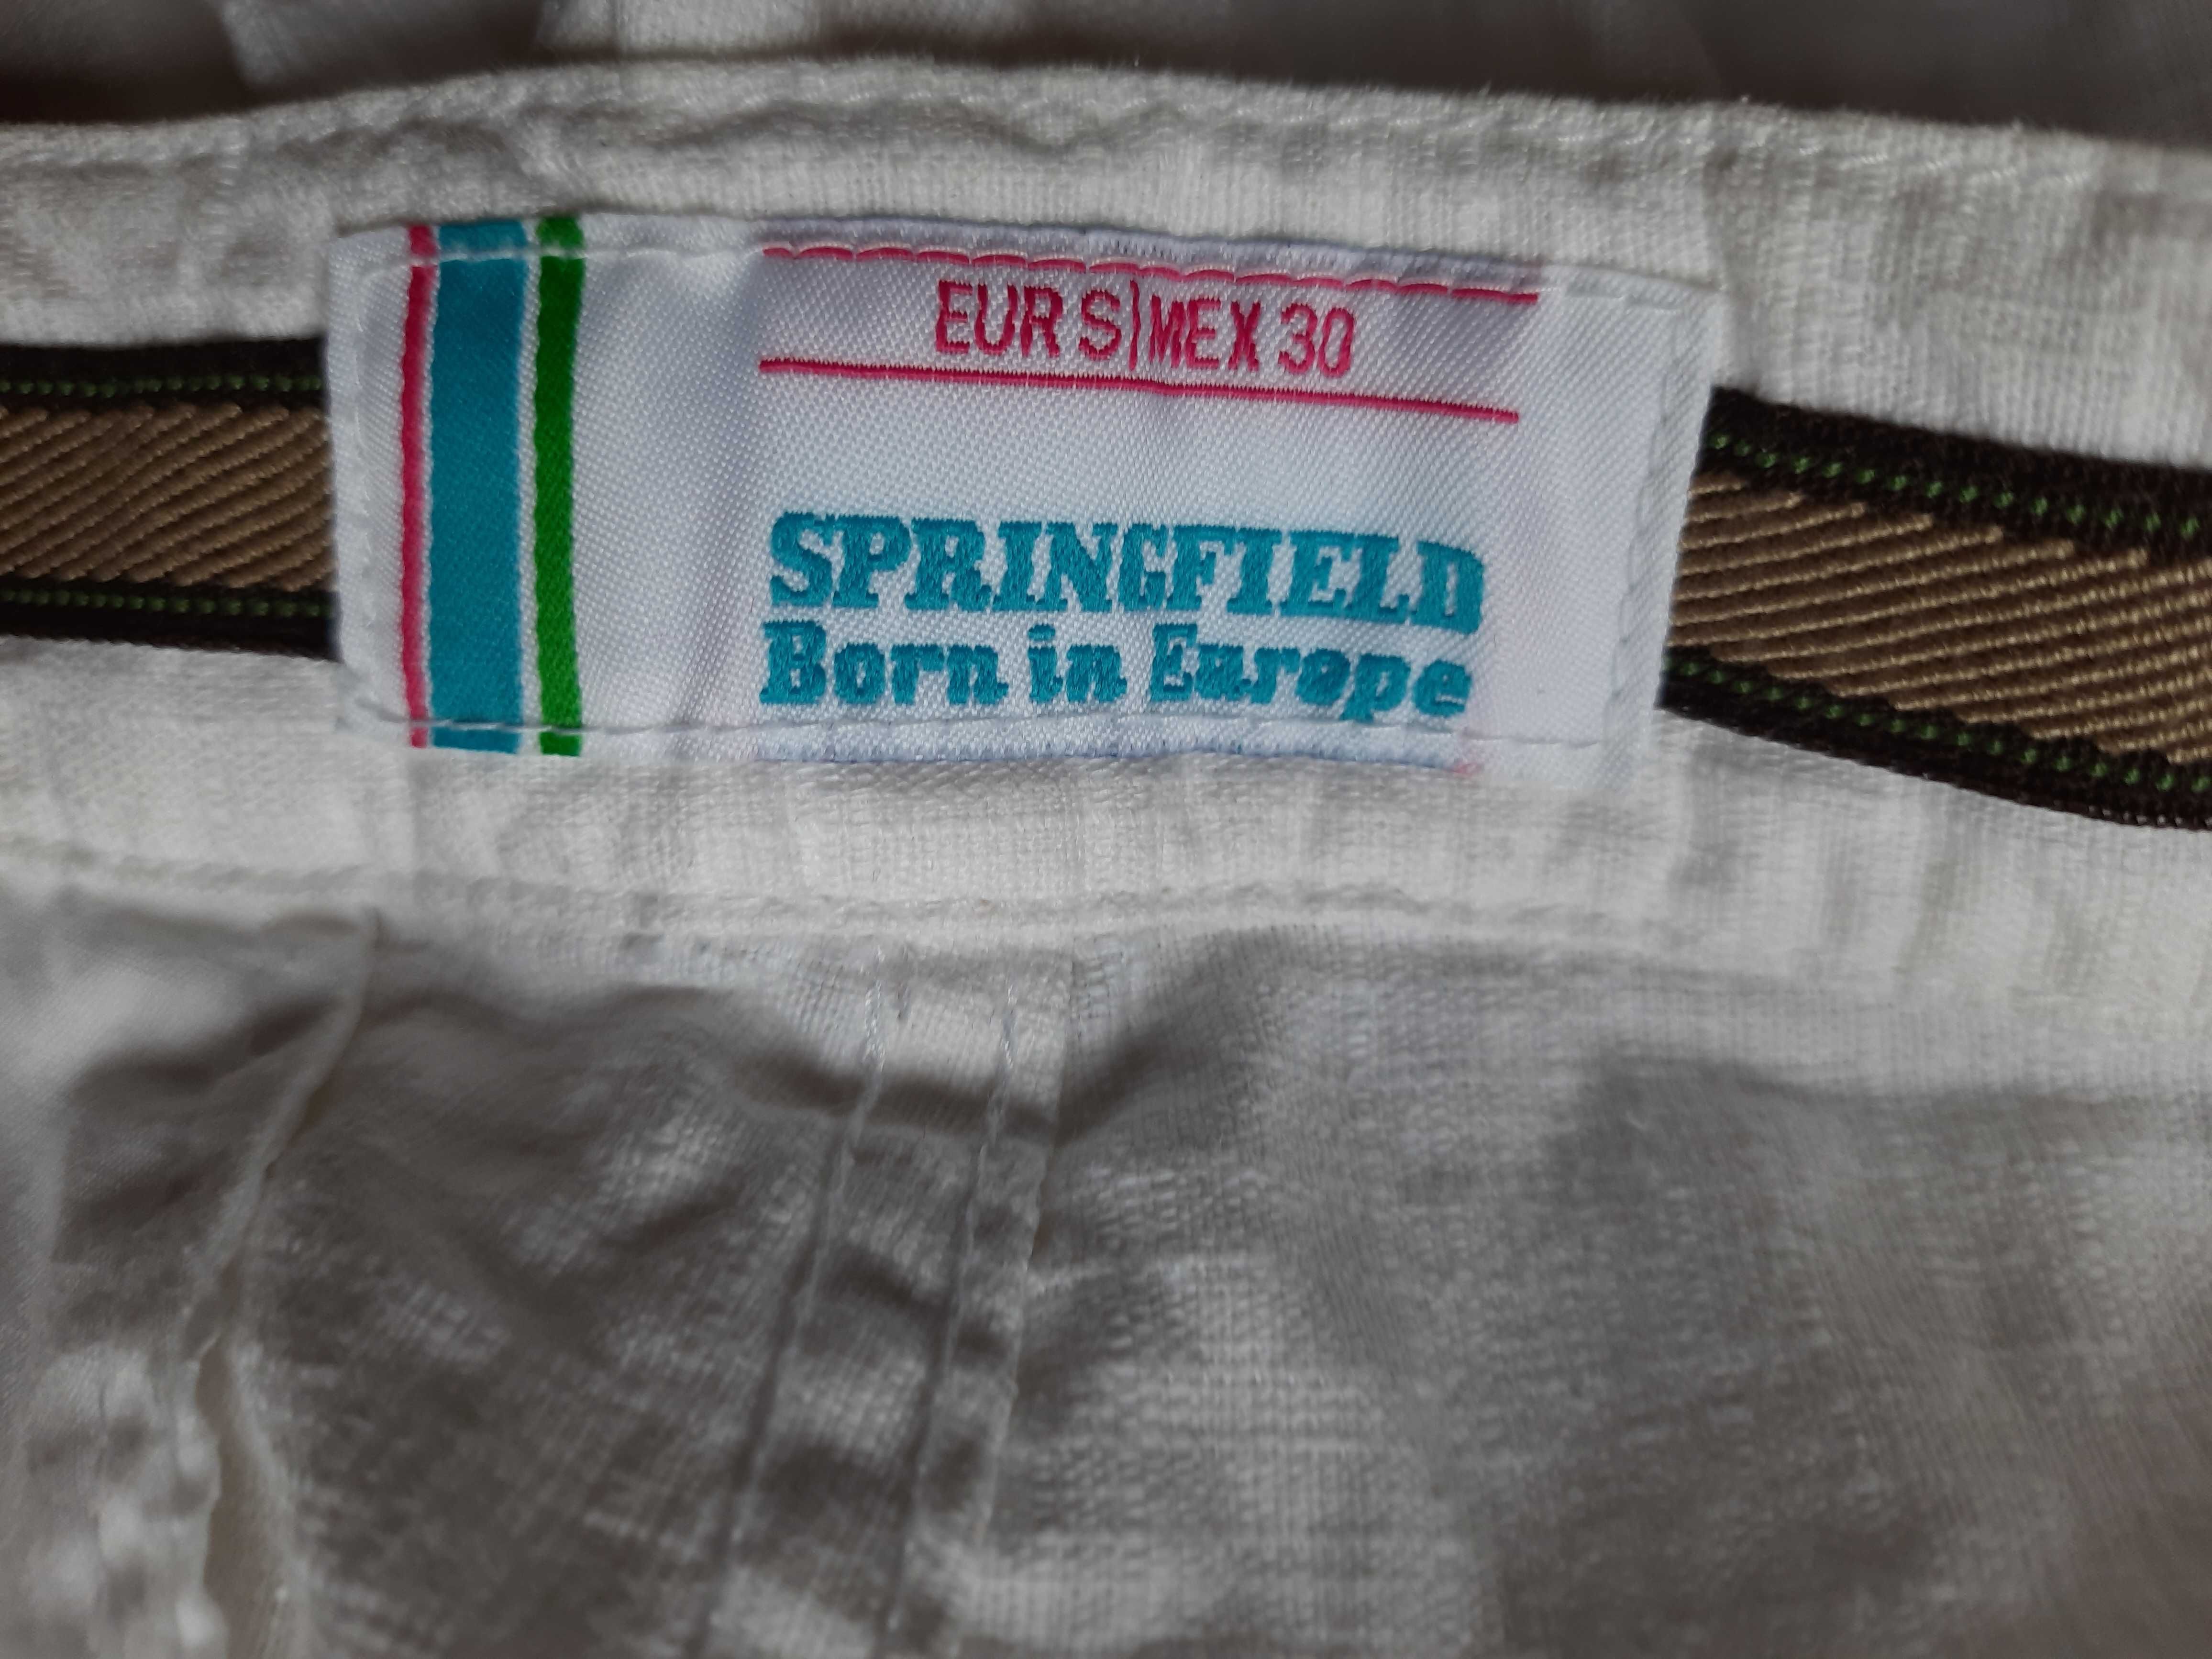 EUR S|MEX 30
SPRINGFIELD
Born in Europe